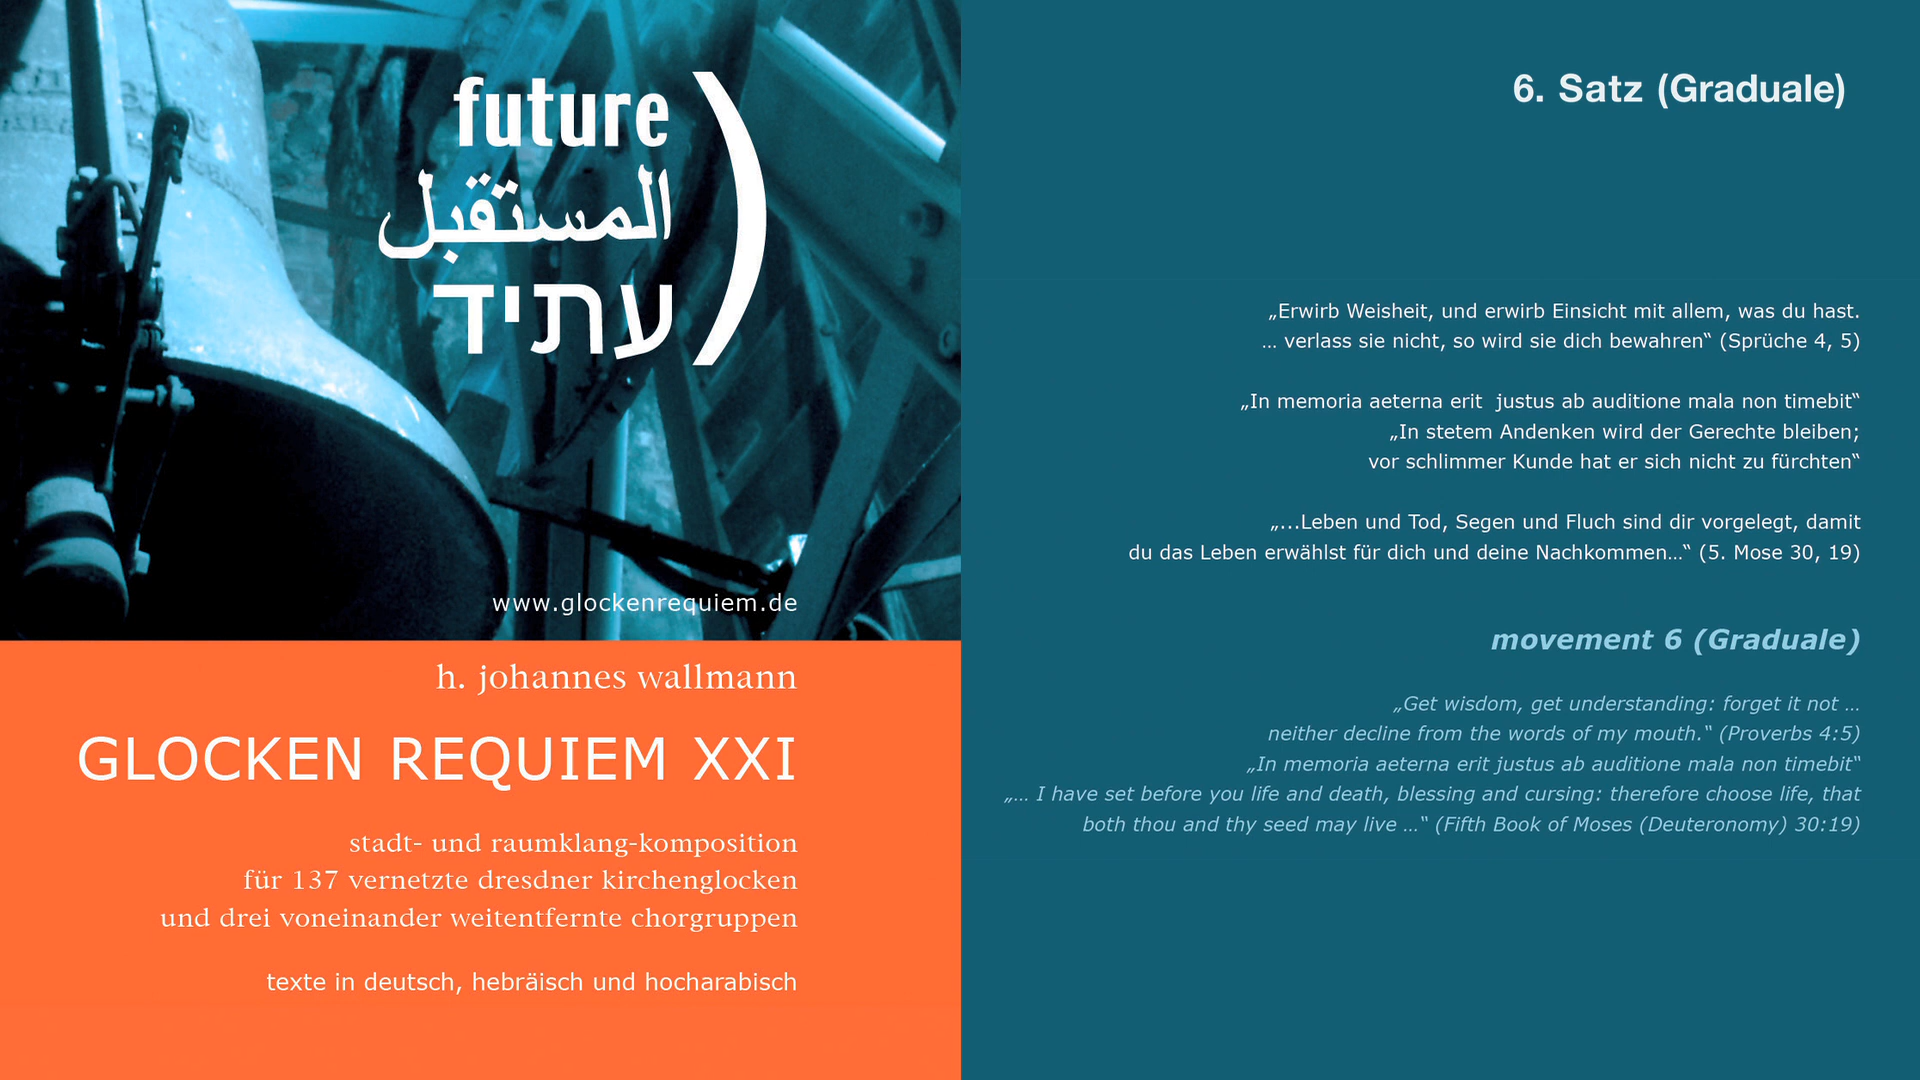 future
المستقبل
עתיד
)
www.glockenrequiem.de
h. johannes wallmann
GLOCKEN REQUIEM XXI
stadt- und raumklang-komposition
für 137 vernetzte dresdner kirchenglocken
und drei voneinander weitentfernte chorgruppen
texte in deutsch, hebräisch und hocharabisch
6. Satz (Graduale)
„Erwirb Weisheit, und erwirb Einsicht mit allem, was du hast.
… verlass sie nicht, so wird sie dich bewahren“ (Sprüche 4, 5)
„In memoria aeterna erit  justus ab auditione mala non timebit“
„In stetem Andenken wird der Gerechte bleiben;
vor schlimmer Kunde hat er sich nicht zu fürchten“
„...Leben und Tod, Segen und Fluch sind dir vorgelegt, damit
du das Leben erwählst für dich und deine Nachkommen…“ (5. Mose 30, 19)
movement 6 (Graduale)
„Get wisdom, get understanding: forget it not …
neither decline from the words of my mouth.“ (Proverbs 4:5)
„In memoria aeterna erit justus ab auditione mala non timebit“
„… I have set before you life and death, blessing and cursing: therefore choose life, that
both thou and thy seed may live …“ (Fifth Book of Moses (Deuteronomy) 30:19)